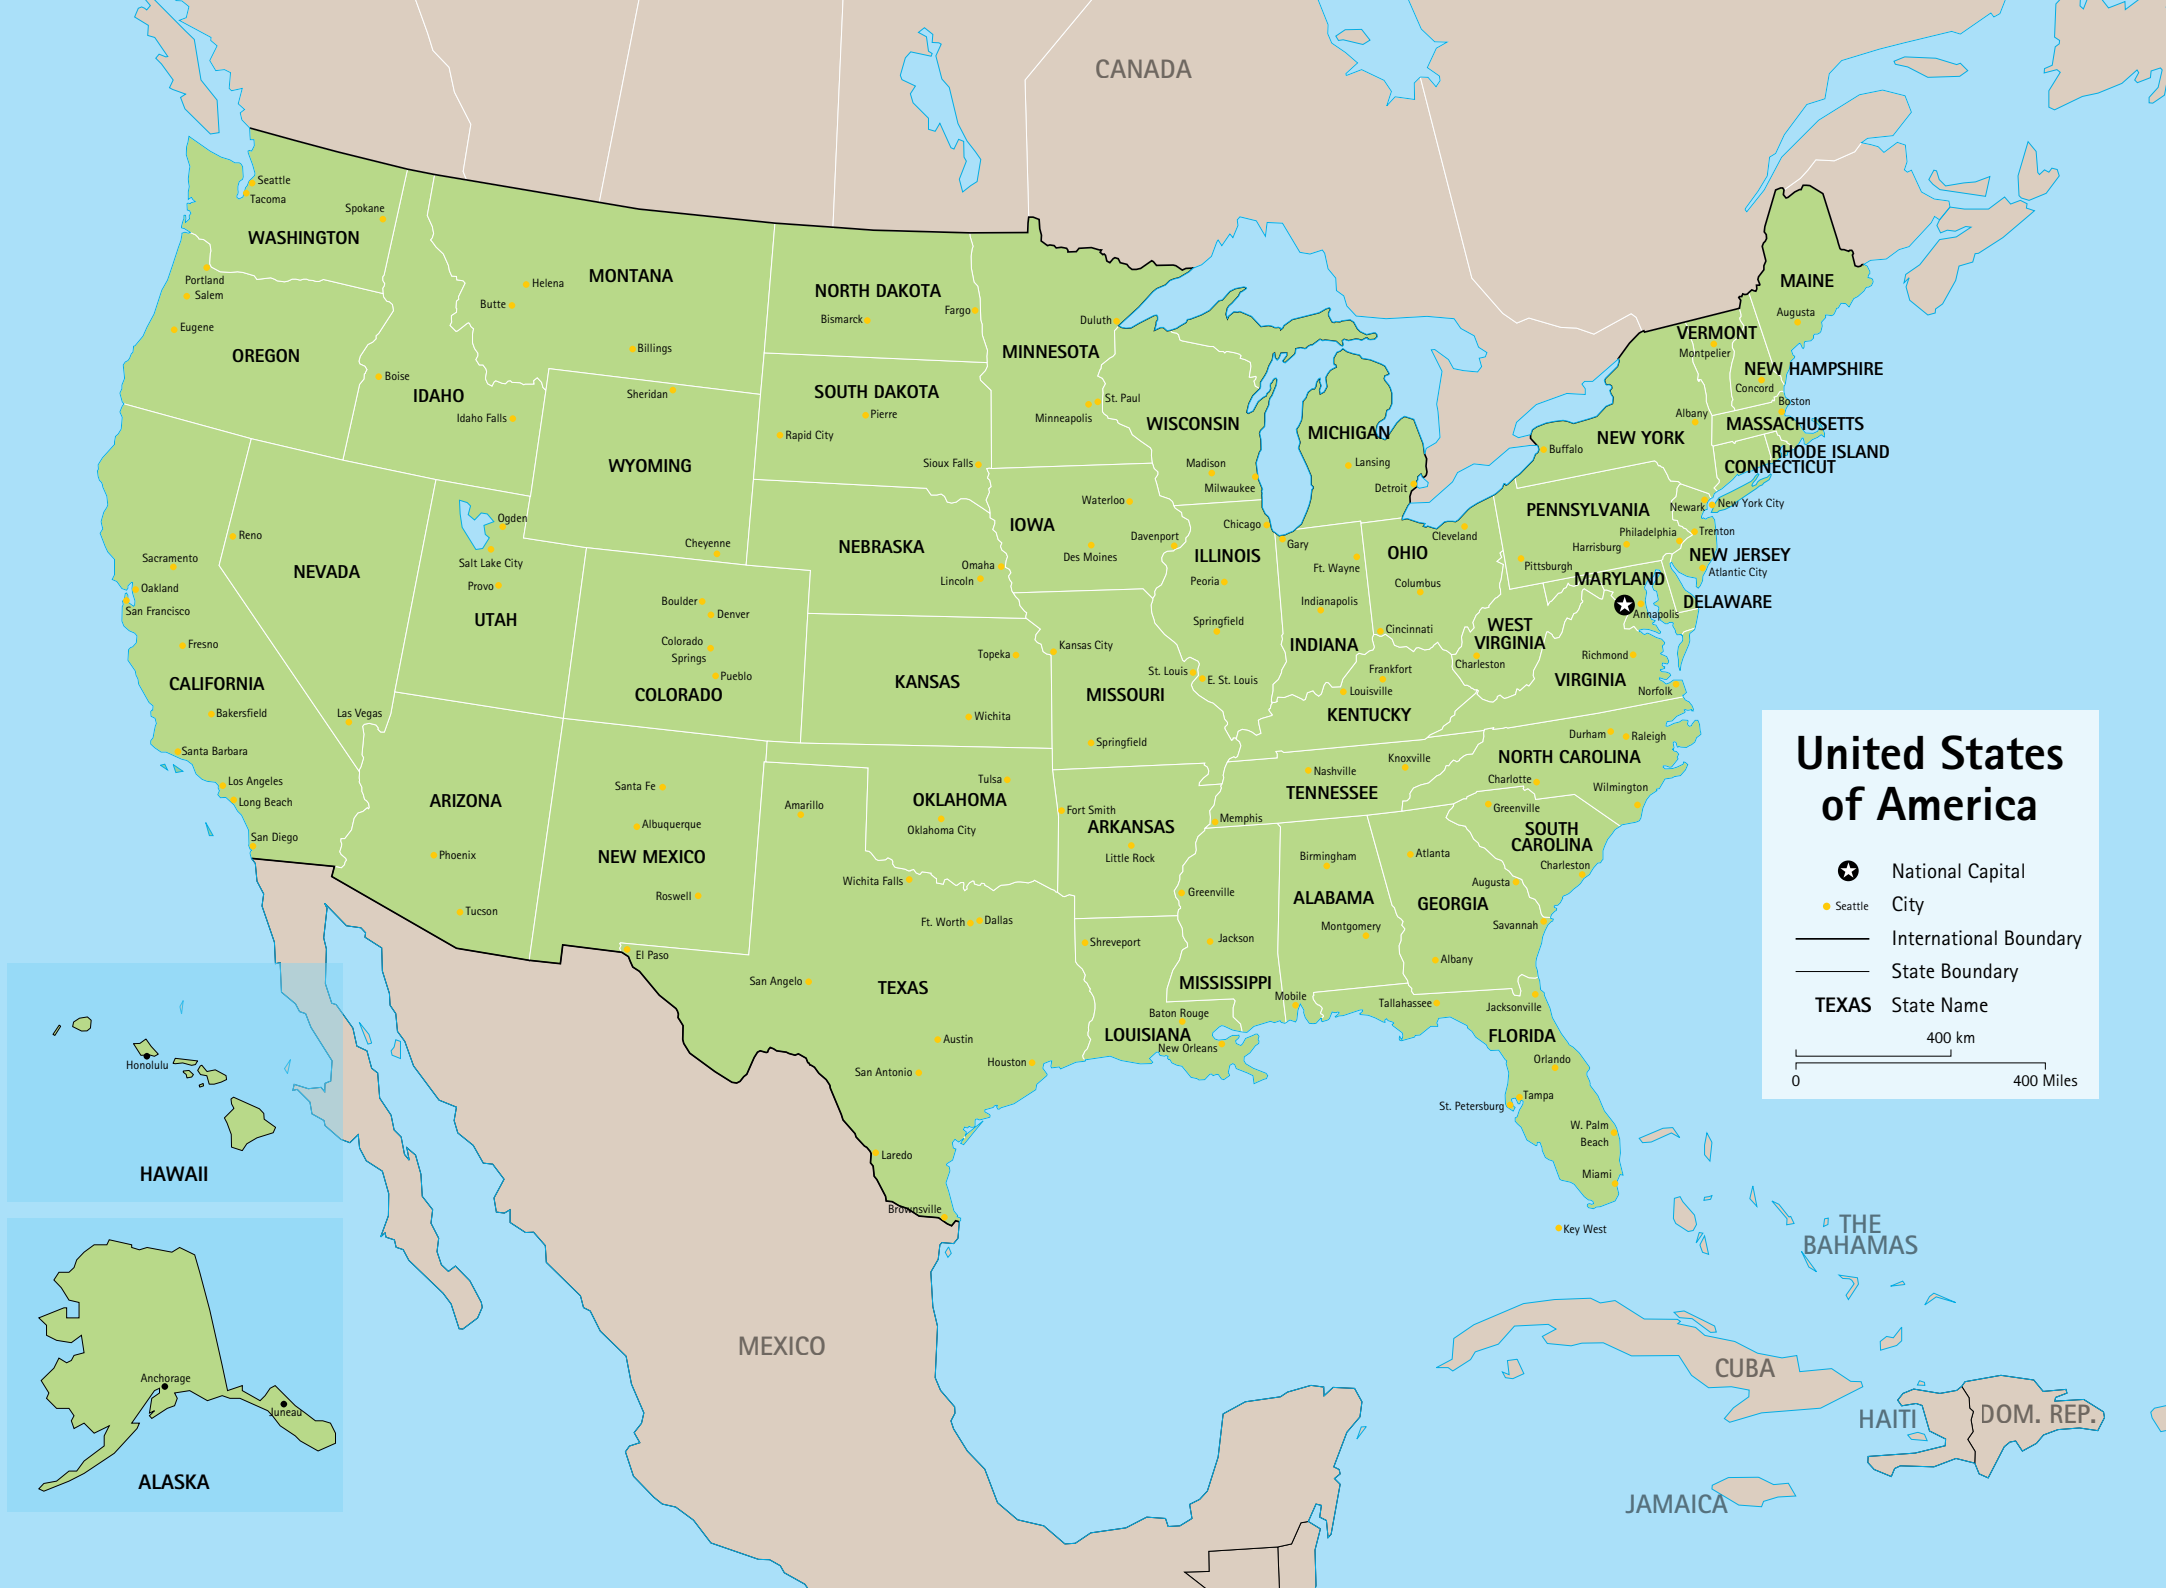 CANADA
Seattle
Tacoma
Spokane
WASHINGTON
Portland
Salem
Eugene
OREGON
Boise
IDAHO
Idaho Falls
MONTANA
Helena
Butte
Billings
Sheridan
WYOMING
Cheyenne
NORTH DAKOTA
Bismarck
Fargo
SOUTH DAKOTA
Pierre
Rapid City
Sioux Falls
Duluth
MINNESOTA
St. Paul
Minneapolis
WISCONSIN
Madison
Milwaukee
MICHIGAN
Lansing
Detroit
MAINE
Augusta
VERMONT
Montpelier
NEW HAMPSHIRE
Concord
Boston
MASSACHUSETTS
RHODE ISLAND
CONNECTICUT
Albany
NEW YORK
Buffalo
New York City
Newark
PENNSYLVANIA
Philadelphia
Trenton
Harrisburg
Pittsburgh
NEW JERSEY
Atlantic City
MARYLAND
DELAWARE
Annapolis
Reno
NEVADA
Las Vegas
Sacramento
Oakland
San Francisco
Fresno
CALIFORNIA
Bakersfield
Santa Barbara
Los Angeles
Long Beach
San Diego
Ogden
Salt Lake City
Provo
UTAH
Boulder
Denver
Colorado
Springs
Pueblo
COLORADO
NEBRASKA
Omaha
Lincoln
IOWA
Waterloo
Davenport
Des Moines
Chicago
ILLINOIS
Peoria
Springfield
E. St. Louis
Gary
Ft. Wayne
Indianapolis
INDIANA
OHIO
Cleveland
Columbus
Cincinnati
WEST
VIRGINIA
Charleston
Richmond
VIRGINIA
Norfolk
KANSAS
Topeka
Wichita
Kansas City
St. Louis
MISSOURI
Springfield
Frankfort
Louisville
KENTUCKY
ARIZONA
Phoenix
Tucson
Santa Fe
Albuquerque
NEW MEXICO
Roswell
Amarillo
Tulsa
OKLAHOMA
Oklahoma City
Fort Smith
ARKANSAS
Little Rock
Nashville
Knoxville
TENNESSEE
Memphis
Durham
Raleigh
NORTH CAROLINA
Charlotte
Wilmington
Greenville
SOUTH
CAROLINA
Charleston
Wichita Falls
Ft. Worth
Dallas
El Paso
San Angelo
TEXAS
Austin
Houston
San Antonio
Laredo
Brownsville
Shreveport
Baton Rouge
LOUISIANA
New Orleans
Greenville
Jackson
MISSISSIPPI
Birmingham
ALABAMA
Montgomery
Mobile
Atlanta
Augusta
GEORGIA
Savannah
Albany
Tallahassee
Jacksonville
FLORIDA
Orlando
Tampa
St. Petersburg
W. Palm
Beach
Miami
Key West
Honolulu
HAWAII
Anchorage
Juneau
ALASKA
MEXICO
THE
BAHAMAS
CUBA
HAITI
DOM. REP.
JAMAICA
United States
of America
National Capital
Seattle City
International Boundary
State Boundary
TEXAS State Name
400 km
0 400 Miles